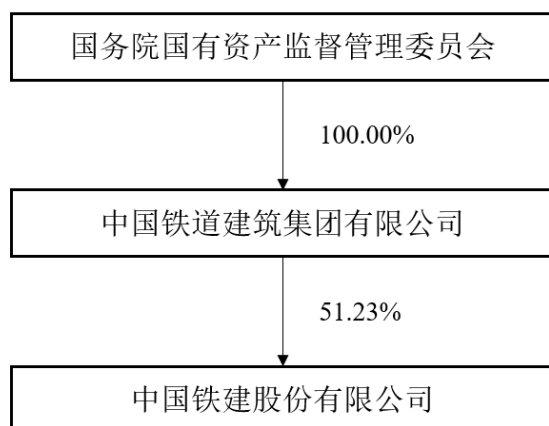 国务院国有资产监督管理委员会
100.00%
中国铁道建筑集团有限公司
51.23%
中国铁建股份有限公司